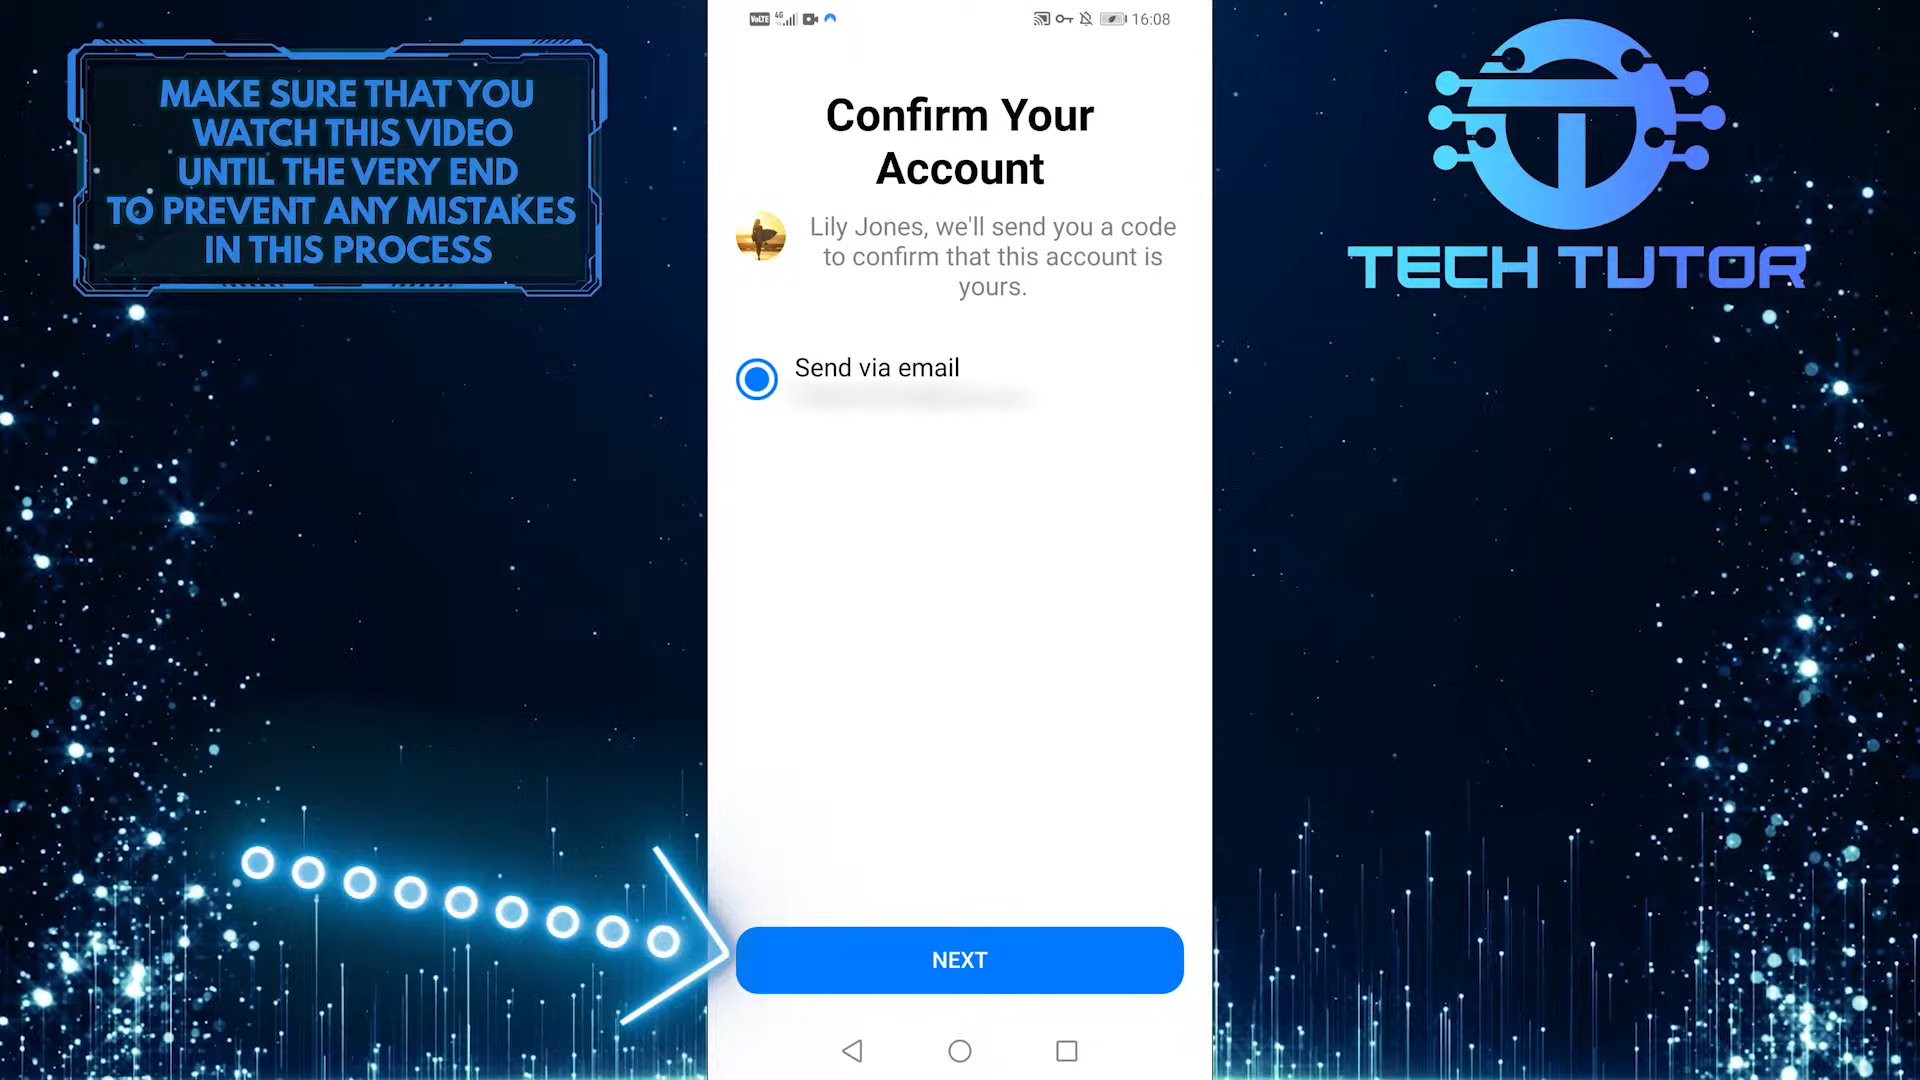 MAKE SURE THAT YOU
WATCH THIS VIDEO
UNTIL THE VERY END
TO PREVENT ANY MISTAKES
IN THIS PROCESS
VoLTE 4G 16:08
Confirm Your
Account
Lily Jones, we'll send you a code
to confirm that this account is
yours.
Send via email
NEXT
TECH TUTOR